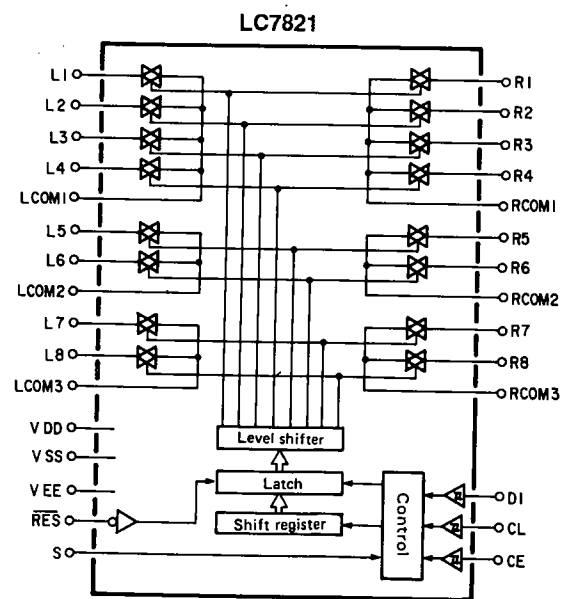 LC7821
L1
L2
L3
L4
LCOM1
L5
L6
LCOM2
L7
L8
LCOM3
VDD
VSS
VEE
RES
S
R1
R2
R3
R4
RCOM1
R5
R6
RCOM2
R7
R8
RCOM3
DI
CL
CE
Level shifter
Latch
Shift register
Control